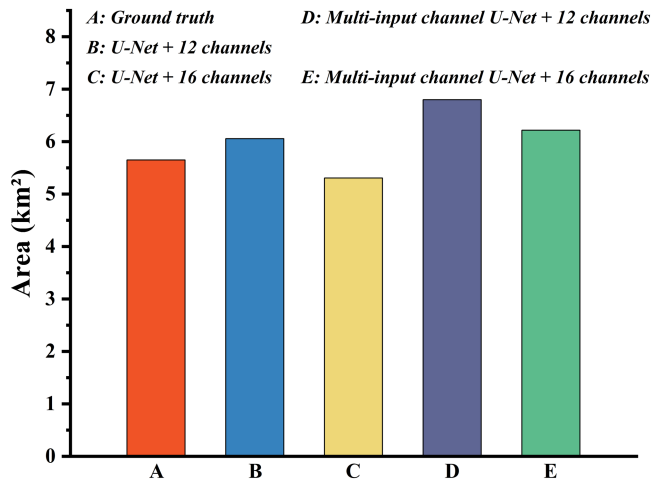 A: Ground truth
B: U-Net + 12 channels
C: U-Net + 16 channels
D: Multi-input channel U-Net + 12 channels
E: Multi-input channel U-Net + 16 channels
Area (km²)
8
7
6
5
4
3
2
1
0
A B C D E